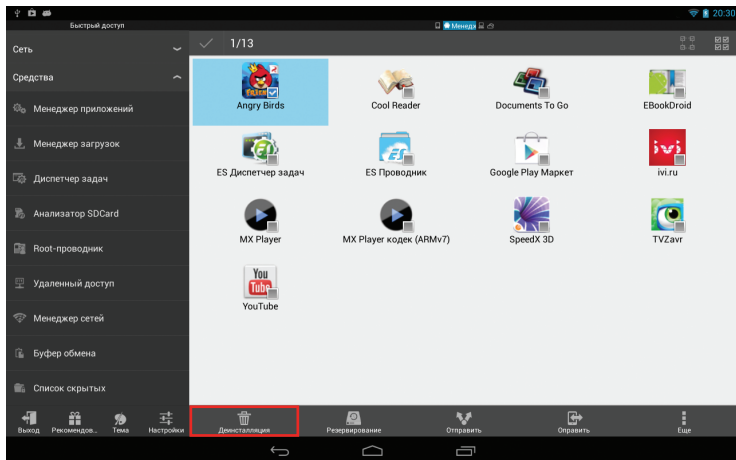 20:30
Быстрый доступ
Менедж
Сеть
1/13
Средства
Менеджер приложений
Менеджер загрузок
Диспетчер задач
Анализатор SDCard
Root-проводник
Удаленный доступ
Менеджер сетей
Буфер обмена
Список скрытых
Angry Birds
Cool Reader
Documents To Go
EBookDroid
ES Диспетчер задач
ES Проводник
Google Play Маркет
ivi
ivi.ru
MX Player
MX Player кодек (ARMv7)
SpeedX 3D
TVZavr
You
Tube
YouTube
Выход
Рекомендов...
Тема
Настройки
Деинсталляция
Резервирование
Отправить
Оправить
Еще